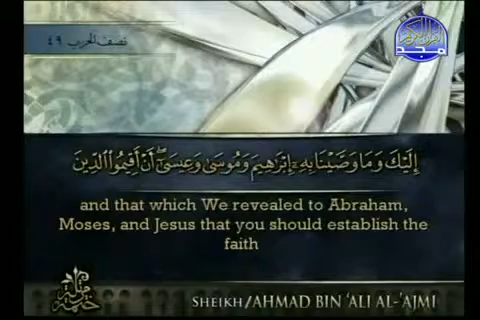 نصف الحزب ٤٩
المجد
إِلَيْكَ وَمَا وَصَّيْنَا بِهِۦٓ إِبْرَٰهِيمَ وَمُوسَىٰ وَعِيسَىٰٓ ۖ أَنْ أَقِيمُوا۟ ٱلدِّينَ
and that which We revealed to Abraham,
Moses, and Jesus that you should establish the
faith
SHEIKH/AHMAD BIN 'ALI AL-'AJMI